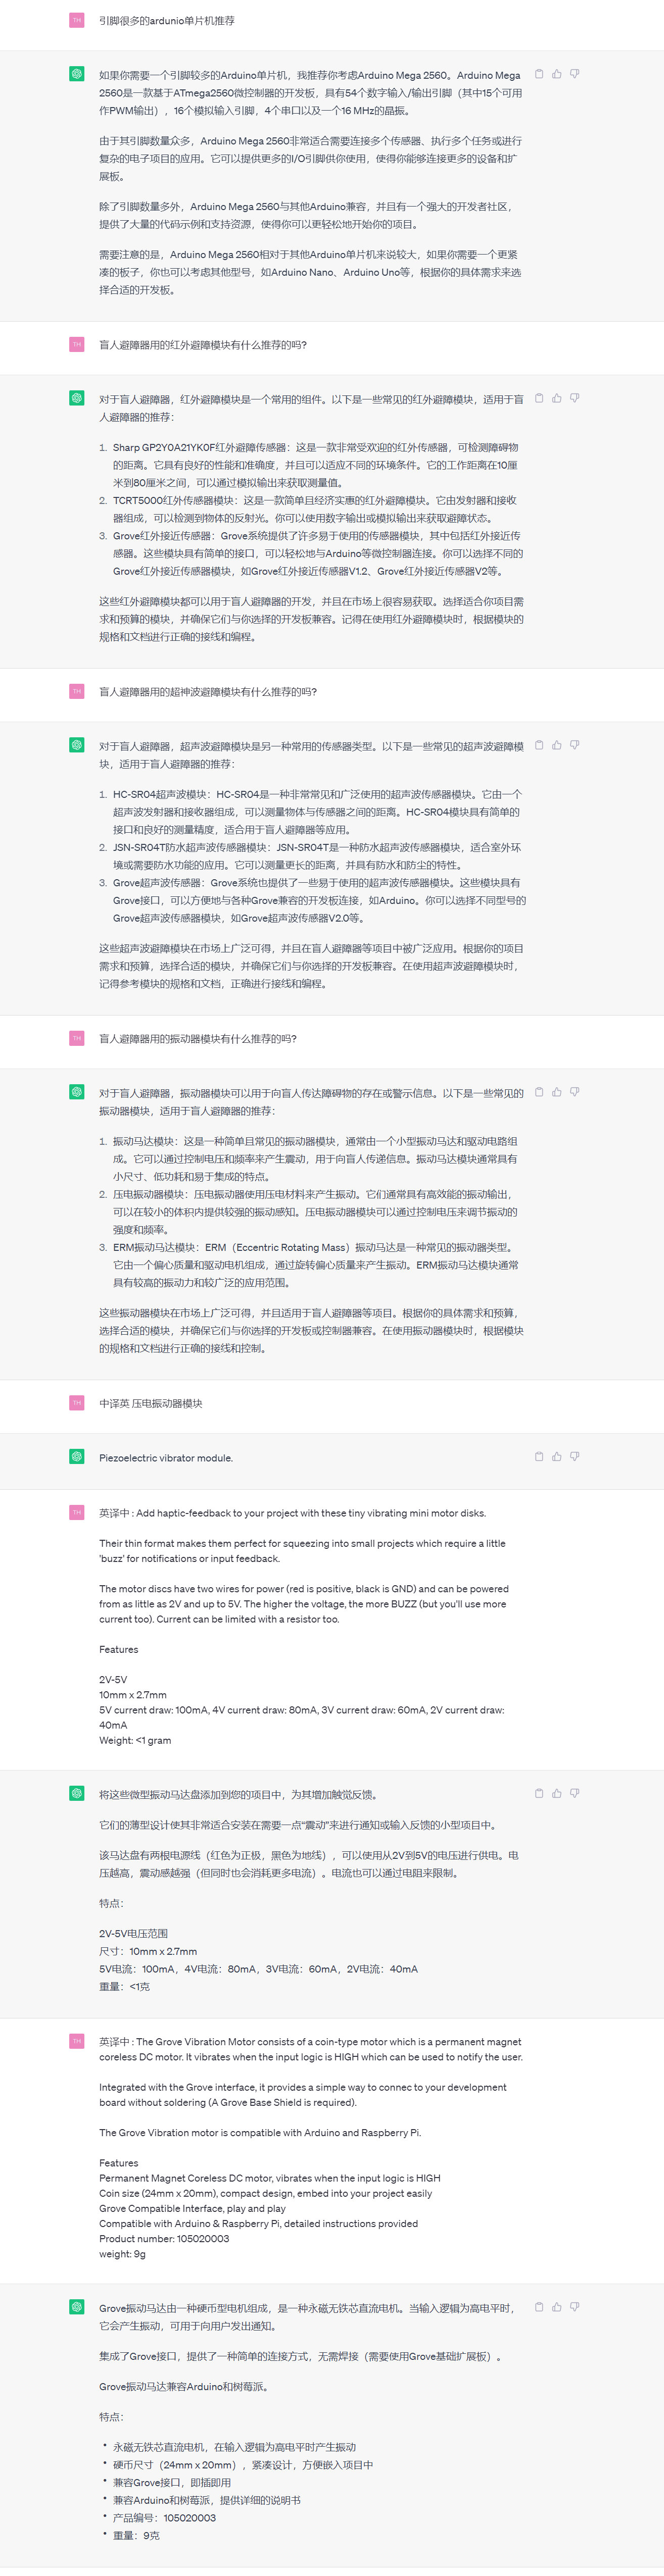 TH
引脚很多的ardunio单片机推荐
如果你需要一个引脚较多的Arduino单片机，我推荐你考虑Arduino Mega 2560。Arduino Mega
2560是一款基于ATmega2560微控制器的开发板，具有54个数字输入/输出引脚（其中15个可用
作PWM输出），16个模拟输入引脚，4个串口以及一个16 MHz的晶振。
由于其引脚数量众多，Arduino Mega 2560非常适合需要连接多个传感器、执行多个任务或进行
复杂的电子项目的应用。它可以提供更多的I/O引脚供你使用，使得你能够连接更多的设备和扩
展板。
除了引脚数量多外，Arduino Mega 2560与其他Arduino兼容，并且有一个强大的开发者社区，
提供了大量的代码示例和支持资源，使得你可以更轻松地开始你的项目。
需要注意的是，Arduino Mega 2560相对于其他Arduino单片机来说较大，如果你需要一个更紧
凑的板子，你也可以考虑其他型号，如Arduino Nano、Arduino Uno等，根据你的具体需求来选
择合适的开发板。
TH
盲人避障器用的红外避障模块有什么推荐的吗?
对于盲人避障器，红外避障模块是一个常用的组件。以下是一些常见的红外避障模块，适用于盲
人避障器的推荐：
1. Sharp GP2Y0A21YK0F红外避障传感器：这是一款非常受欢迎的红外传感器，可检测障碍物
的距离。它具有良好的性能和准确度，并且可以适应不同的环境条件。它的工作距离在10厘
米到80厘米之间，可以通过模拟输出来获取测量值。
2. TCRT5000红外传感器模块：这是一款简单且经济实惠的红外避障模块。它由发射器和接收
器组成，可以检测到物体的反射光。你可以使用数字输出或模拟输出来获取避障状态。
3. Grove红外接近传感器：Grove系统提供了许多易于使用的传感器模块，其中包括红外接近传
感器。这些模块具有简单的接口，可以轻松地与Arduino等微控制器连接。你可以选择不同的
Grove红外接近传感器模块，如Grove红外接近传感器V1.2、Grove红外接近传感器V2等。
这些红外避障模块都可以用于盲人避障器的开发，并且在市场上很容易获取。选择适合你项目需
求和预算的模块，并确保它们与你选择的开发板兼容。记得在使用红外避障模块时，根据模块的
规格和文档进行正确的接线和编程。
TH
盲人避障器用的超神波避障模块有什么推荐的吗?
对于盲人避障器，超声波避障模块是另一种常用的传感器类型。以下是一些常见的超声波避障模
块，适用于盲人避障器的推荐：
1. HC-SR04超声波模块：HC-SR04是一种非常常见和广泛使用的超声波传感器模块。它由一个
超声波发射器和接收器组成，可以测量物体与传感器之间的距离。HC-SR04模块具有简单的
接口和良好的测量精度，适合用于盲人避障器等应用。
2. JSN-SR04T防水超声波传感器模块：JSN-SR04T是一种防水超声波传感器模块，适合室外环
境或需要防水功能的应用。它可以测量更长的距离，并具有防水和防尘的特性。
3. Grove超声波传感器：Grove系统也提供了一些易于使用的超声波传感器模块。这些模块具有
Grove接口，可以方便地与各种Grove兼容的开发板连接，如Arduino。你可以选择不同型号的
Grove超声波传感器模块，如Grove超声波传感器V2.0等。
这些超声波避障模块在市场上广泛可得，并且在盲人避障器等项目中被广泛应用。根据你的项目
需求和预算，选择合适的模块，并确保它们与你选择的开发板兼容。在使用超声波避障模块时，
记得参考模块的规格和文档，正确进行接线和编程。
TH
盲人避障器用的振动器模块有什么推荐的吗?
对于盲人避障器，振动器模块可以用于向盲人传达障碍物的存在或警示信息。以下是一些常见的
振动器模块，适用于盲人避障器的推荐：
1. 振动马达模块：这是一种简单且常见的振动器模块，通常由一个小型振动马达和驱动电路组
成。它可以通过控制电压和频率来产生震动，用于向盲人传递信息。振动马达模块通常具有
小尺寸、低功耗和易于集成的特点。
2. 压电振动器模块：压电振动器使用压电材料来产生振动。它们通常具有高效能的振动输出，
可以在较小的体积内提供较强的振动感知。压电振动器模块可以通过控制电压来调节振动的
强度和频率。
3. ERM振动马达模块：ERM（Eccentric Rotating Mass）振动马达是一种常见的振动器类型。
它由一个偏心质量和驱动电机组成，通过旋转偏心质量来产生振动。ERM振动马达模块通常
具有较高的振动力和较广泛的应用范围。
这些振动器模块在市场上广泛可得，并且适用于盲人避障器等项目。根据你的具体需求和预算，
选择合适的模块，并确保它们与你选择的开发板或控制器兼容。在使用振动器模块时，根据模块
的规格和文档进行正确的接线和控制。
TH
中译英 压电振动器模块
Piezoelectric vibrator module.
TH
英译中 : Add haptic-feedback to your project with these tiny vibrating mini motor disks.
Their thin format makes them perfect for squeezing into small projects which require a little
'buzz' for notifications or input feedback.
The motor discs have two wires for power (red is positive, black is GND) and can be powered
from as little as 2V and up to 5V. The higher the voltage, the more BUZZ (but you'll use more
current too). Current can be limited with a resistor too.
Features
2V-5V
10mm x 2.7mm
5V current draw: 100mA, 4V current draw: 80mA, 3V current draw: 60mA, 2V current draw:
40mA
Weight: <1 gram
将这些微型振动马达盘添加到您的项目中，为其增加触觉反馈。
它们的薄型设计使其非常适合安装在需要一点“震动”来进行通知或输入反馈的小型项目中。
该马达盘有两根电源线（红色为正极，黑色为地线），可以使用从2V到5V的电压进行供电。电
压越高，震动感越强（但同时也会消耗更多电流）。电流也可以通过电阻来限制。
特点：
2V-5V电压范围
尺寸：10mm x 2.7mm
5V电流：100mA，4V电流：80mA，3V电流：60mA，2V电流：40mA
重量：<1克
TH
英译中 : The Grove Vibration Motor consists of a coin-type motor which is a permanent magnet
coreless DC motor. It vibrates when the input logic is HIGH which can be used to notify the user.
Integrated with the Grove interface, it provides a simple way to connec to your development
board without soldering (A Grove Base Shield is required).
The Grove Vibration motor is compatible with Arduino and Raspberry Pi.
Features
Permanent Magnet Coreless DC motor, vibrates when the input logic is HIGH
Coin size (24mm x 20mm), compact design, embed into your project easily
Grove Compatible Interface, play and play
Compatible with Arduino & Raspberry Pi, detailed instructions provided
Product number: 105020003
weight: 9g
Grove振动马达由一种硬币型电机组成，是一种永磁无铁芯直流电机。当输入逻辑为高电平时，
它会产生振动，可用于向用户发出通知。
集成了Grove接口，提供了一种简单的连接方式，无需焊接（需要使用Grove基础扩展板）。
Grove振动马达兼容Arduino和树莓派。
特点：
• 永磁无铁芯直流电机，在输入逻辑为高电平时产生振动
• 硬币尺寸（24mm x 20mm），紧凑设计，方便嵌入项目中
• 兼容Grove接口，即插即用
• 兼容Arduino和树莓派，提供详细的说明书
• 产品编号：105020003
• 重量：9克